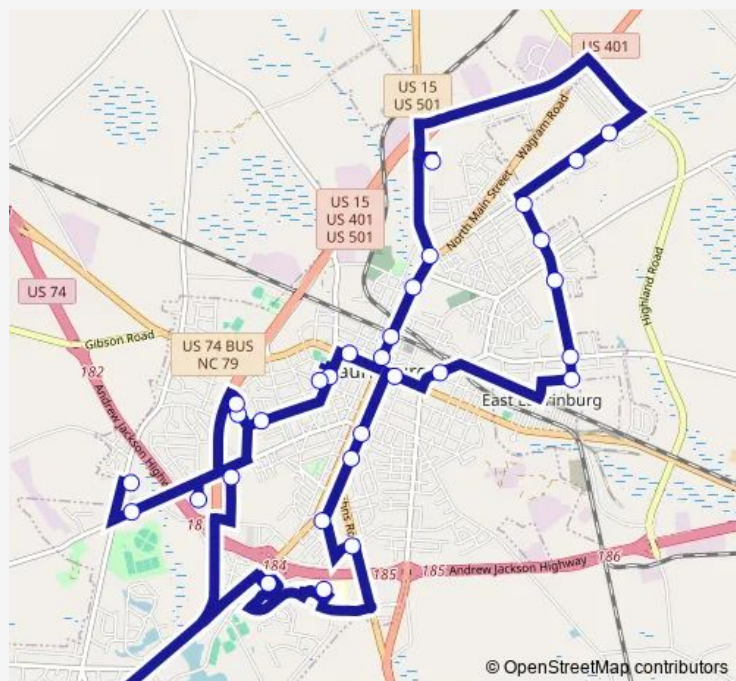 US 401
US 15
US 501
Wagram Road
North Main Street
US 15
US 401
US 501
US 74
Highland Road
Gibson Road
US 74 BUS
NC 79
182
East Laurinburg
Andrew Jackson Highway
184
185
185
Andrew Jackson Highway
186
© OpenStreetMap contributors